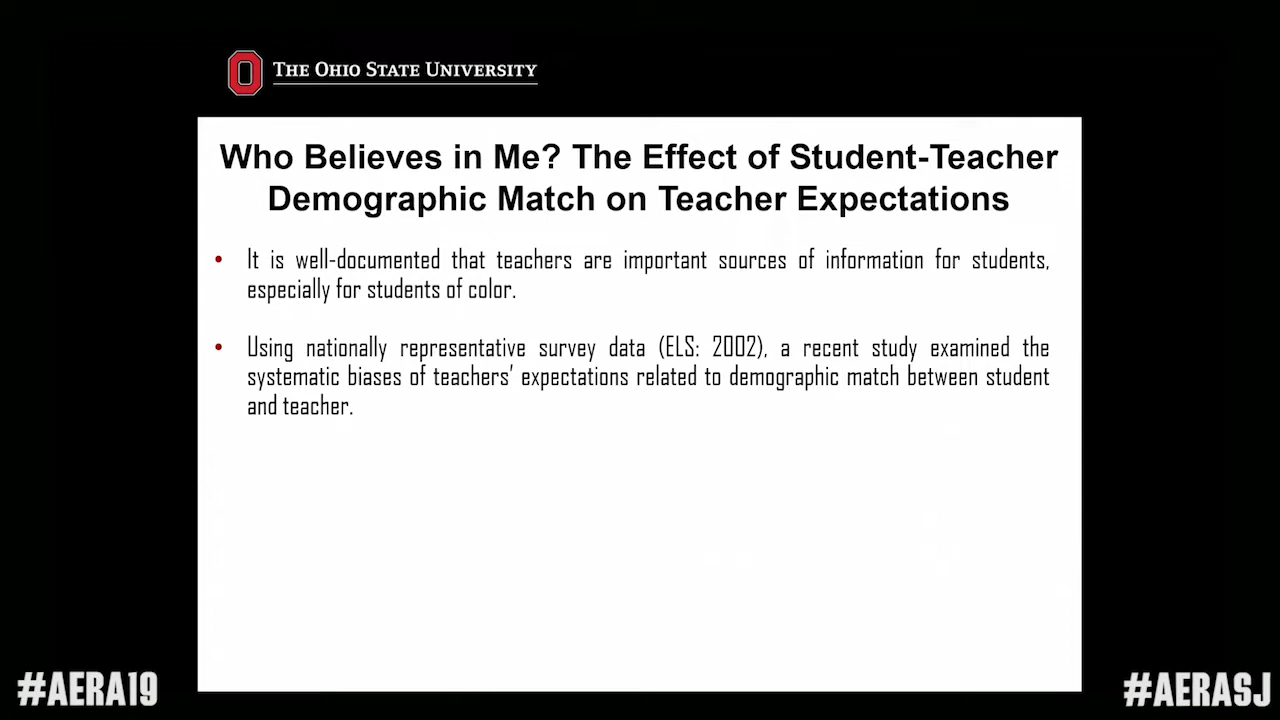 THE OHIO STATE UNIVERSITY
Who Believes in Me? The Effect of Student-Teacher
Demographic Match on Teacher Expectations
• It is well-documented that teachers are important sources of information for students,
especially for students of color.
• Using nationally representative survey data (ELS: 2002), a recent study examined the
systematic biases of teachers’ expectations related to demographic match between student
and teacher.
#AERA19
#AERASJ